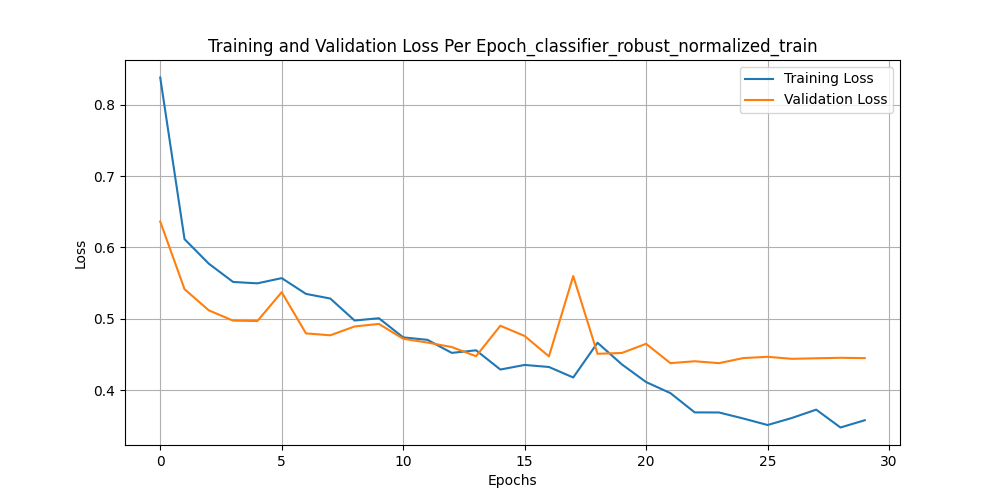 Training and Validation Loss Per Epoch_classifier_robust_normalized_train
Training Loss
Validation Loss
0.8
0.7
0.6
0.5
0.4
Loss
0 5 10 15 20 25 30
Epochs